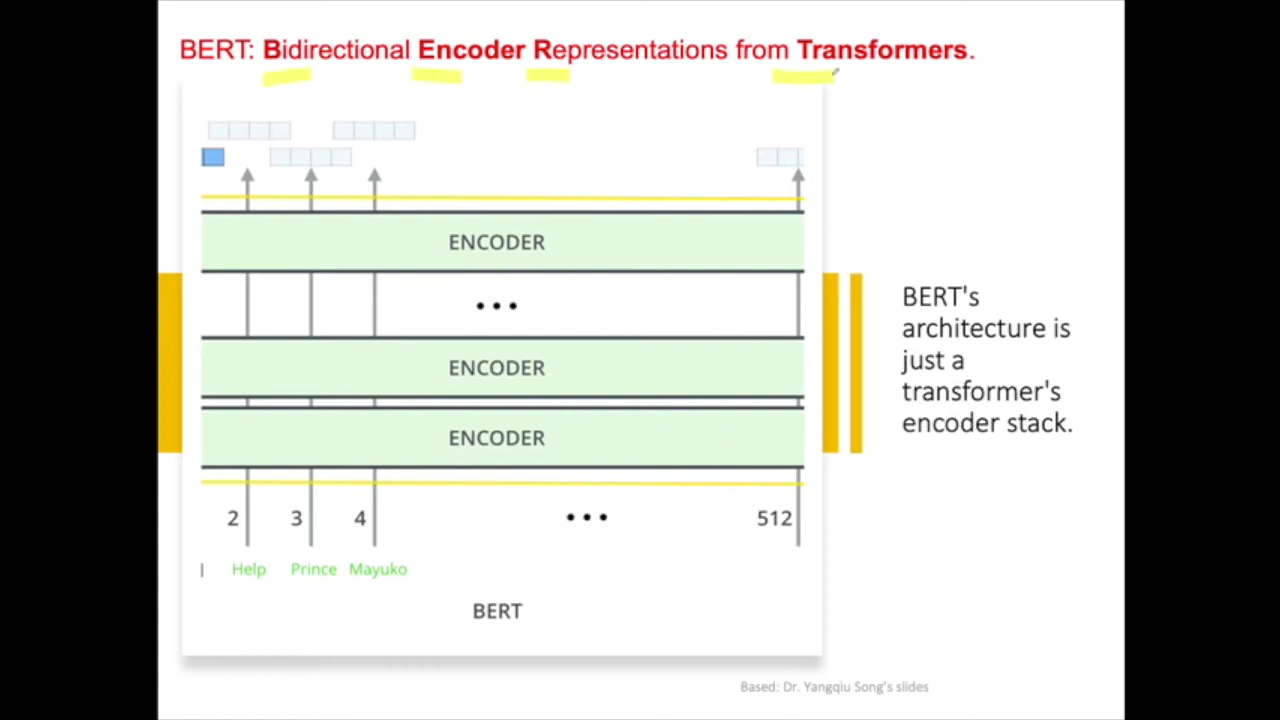 BERT: Bidirectional Encoder Representations from Transformers.
ENCODER
•••
ENCODER
ENCODER
2 3 4 ••• 512
] Help Prince Mayuko
BERT
BERT's
architecture is
just a
transformer's
encoder stack.
Based: Dr. Yangqiu Song's slides